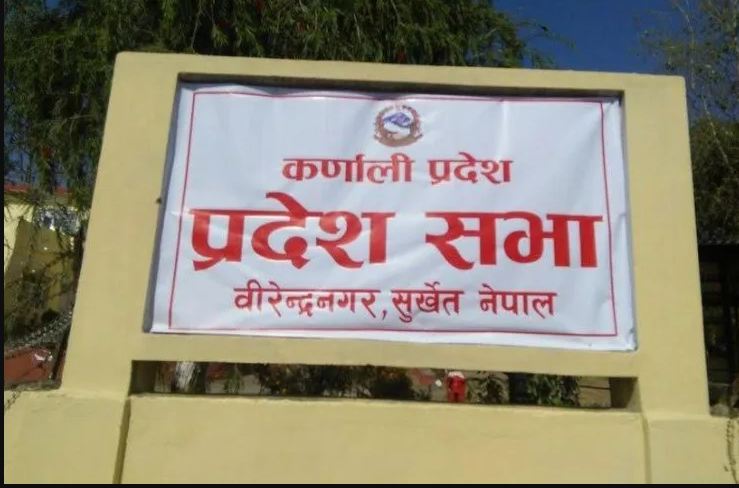 कर्णाली प्रदेश
प्रदेश सभा
वीरेन्द्रनगर, सुर्खेत नेपाल